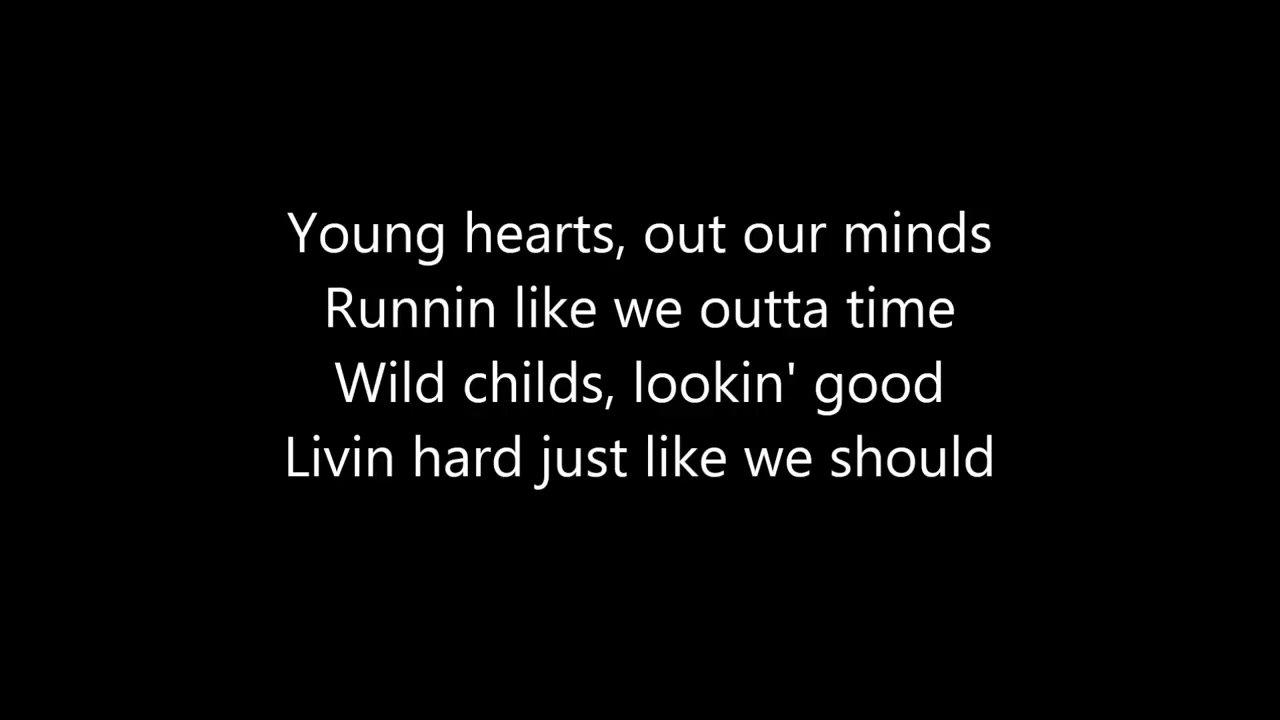 Young hearts, out our minds
Runnin like we outta time
Wild childs, lookin' good
Livin hard just like we should